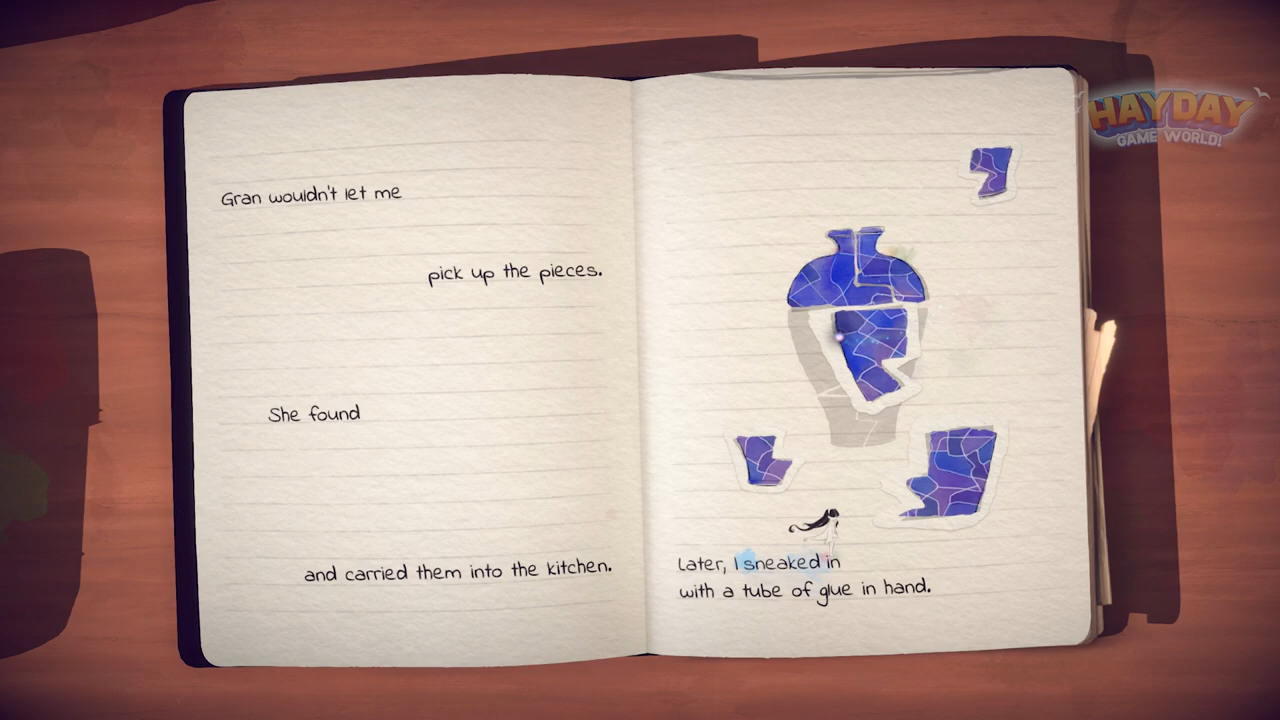 Gran wouldn't let me
pick up the pieces.
She found
and carried them into the kitchen.
Later, I sneaked in
with a tube of glue in hand.
HAYDAY
GAME WORLD!